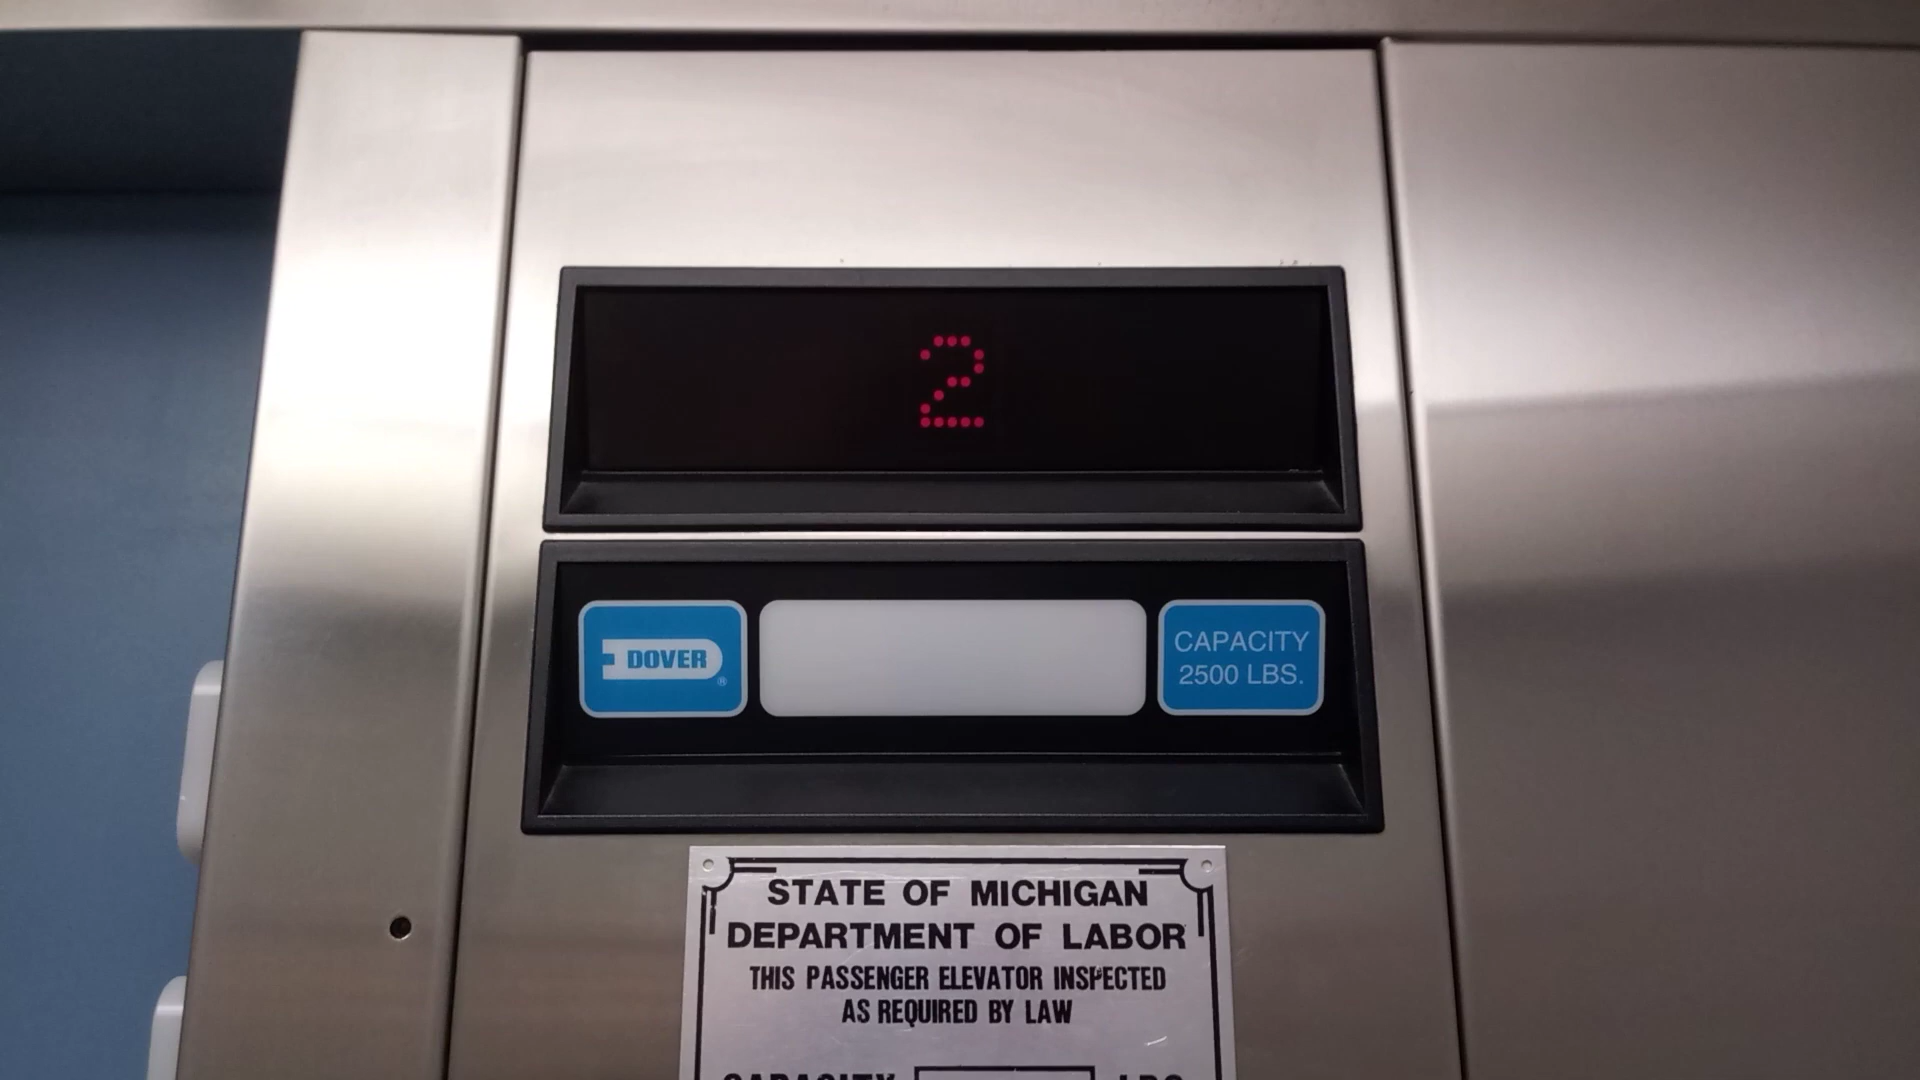 2
DOVER
®
CAPACITY
2500 LBS.
STATE OF MICHIGAN
DEPARTMENT OF LABOR
THIS PASSENGER ELEVATOR INSPECTED
AS REQUIRED BY LAW
CAPACITY LBS